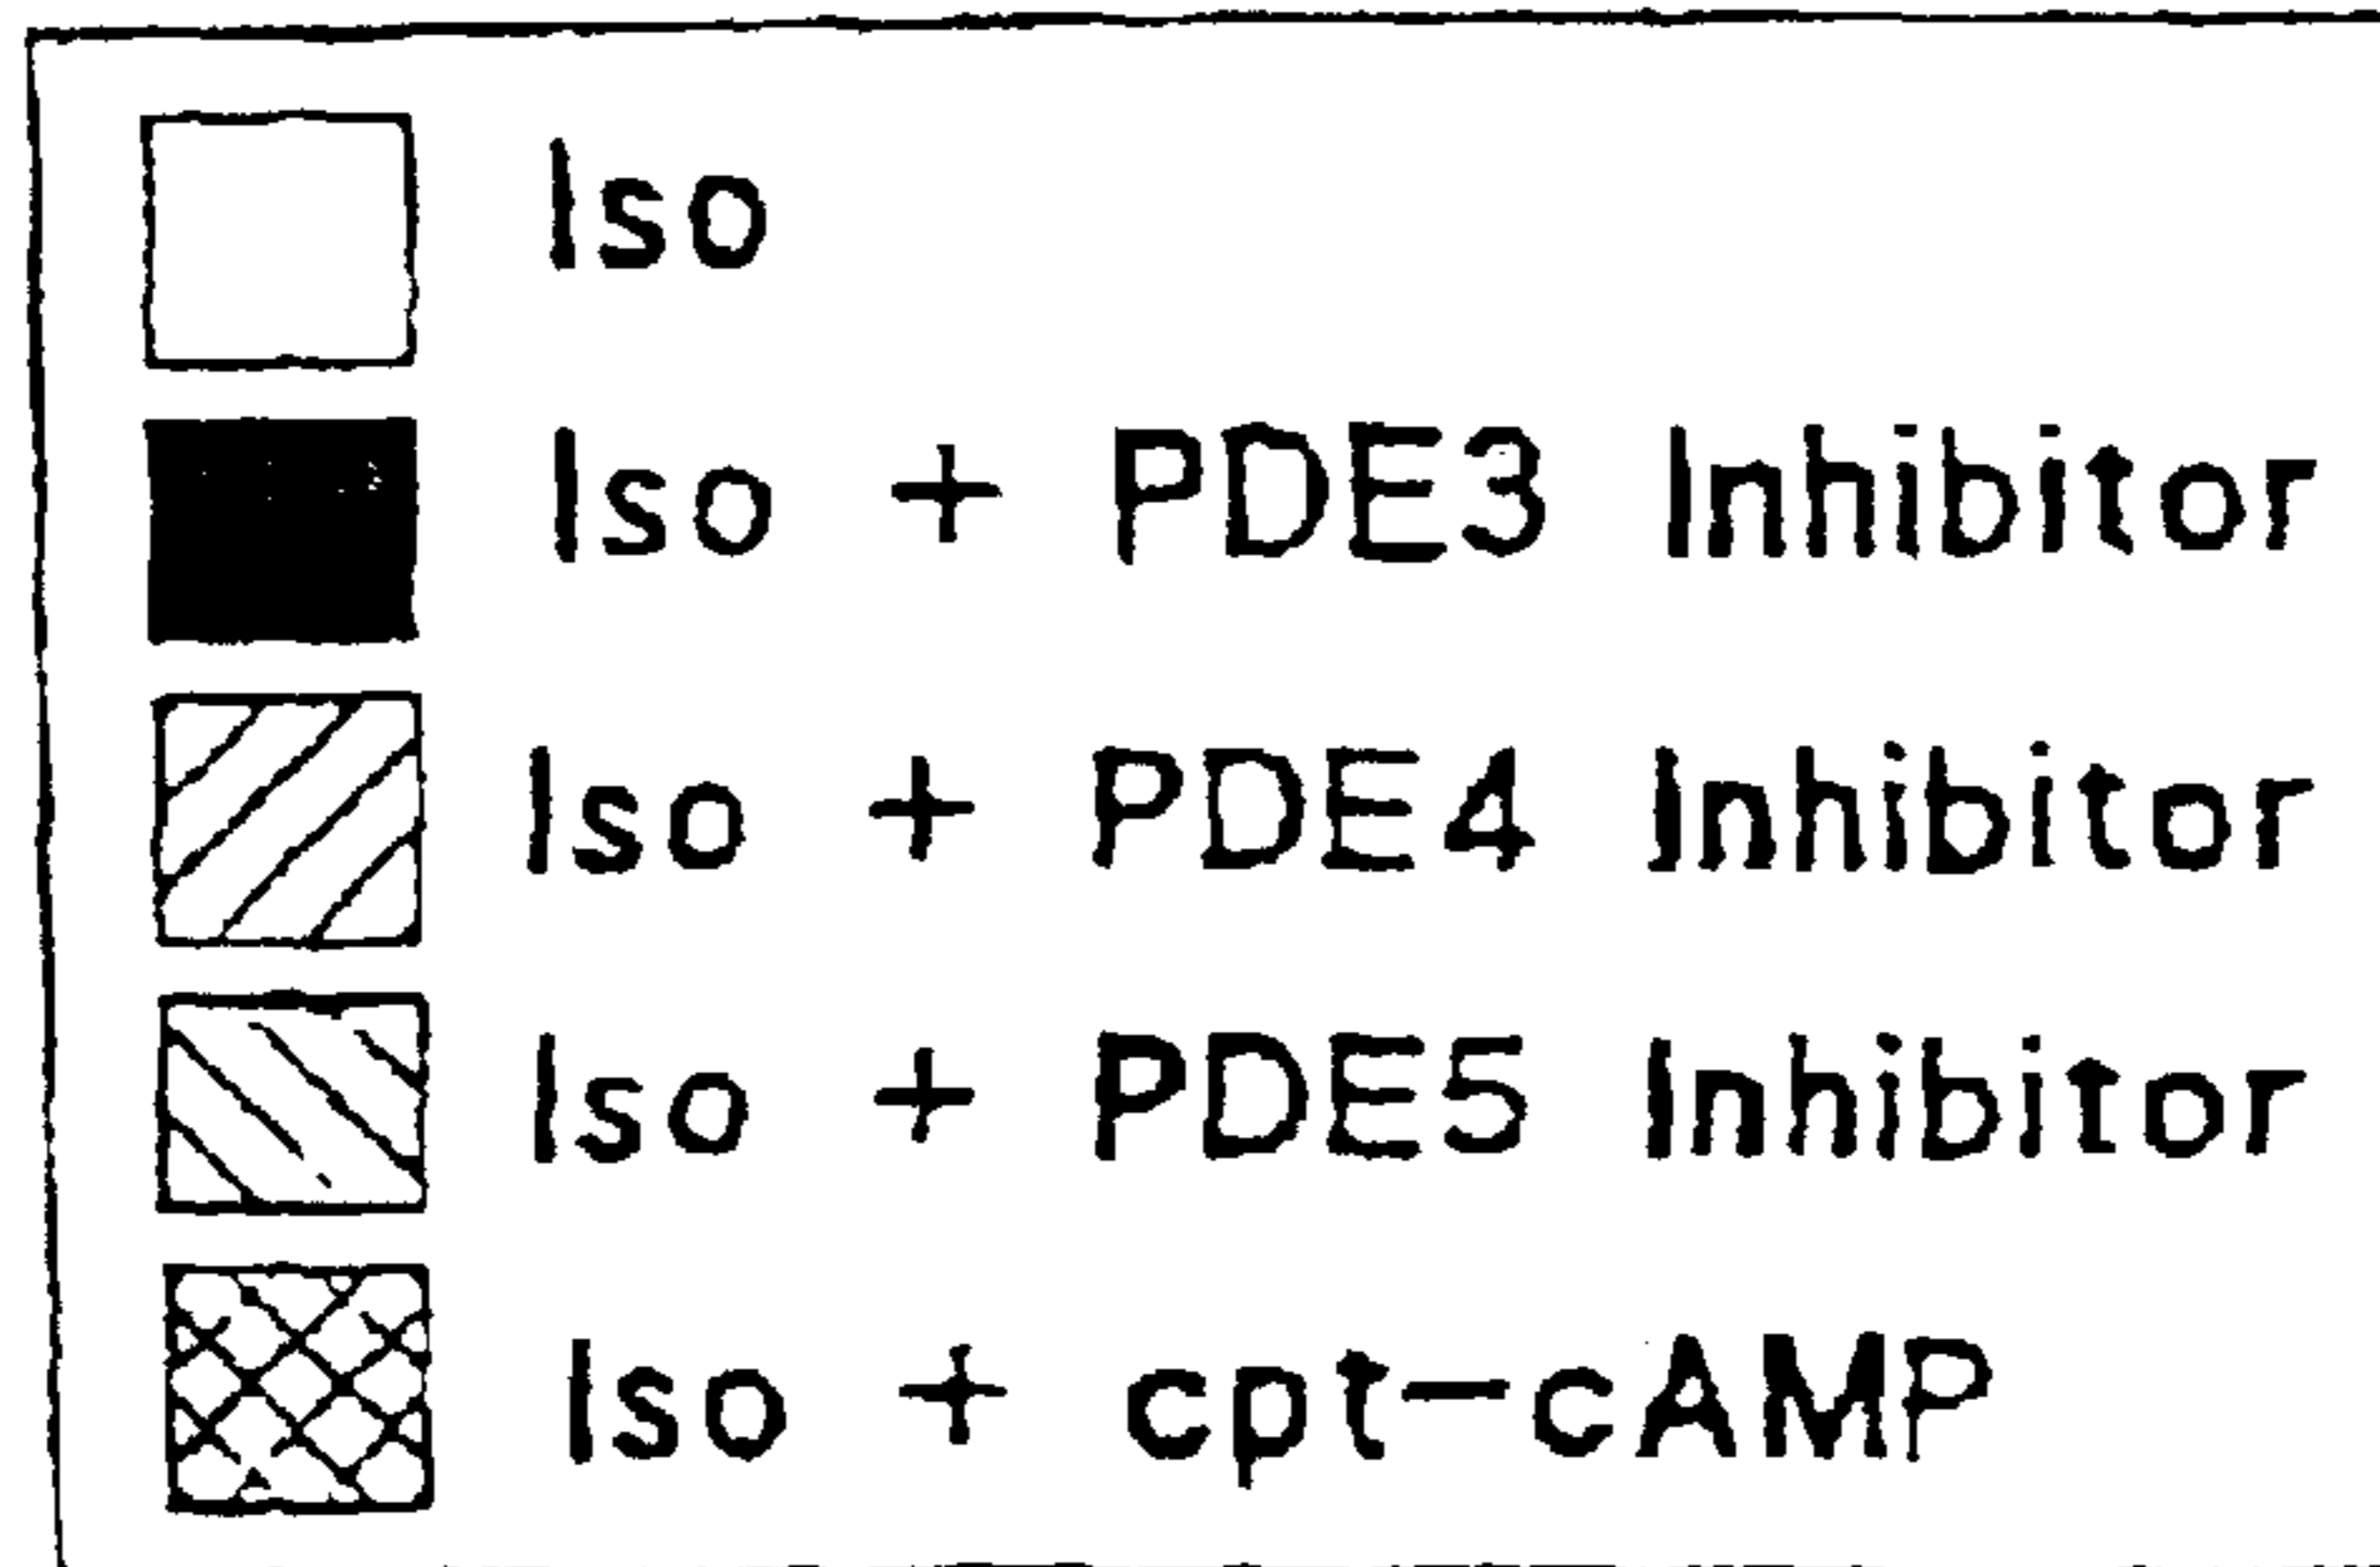 Iso
Iso + PDE3 Inhibitor
Iso + PDE4 Inhibitor
Iso + PDE5 Inhibitor
Iso + cpt-cAMP